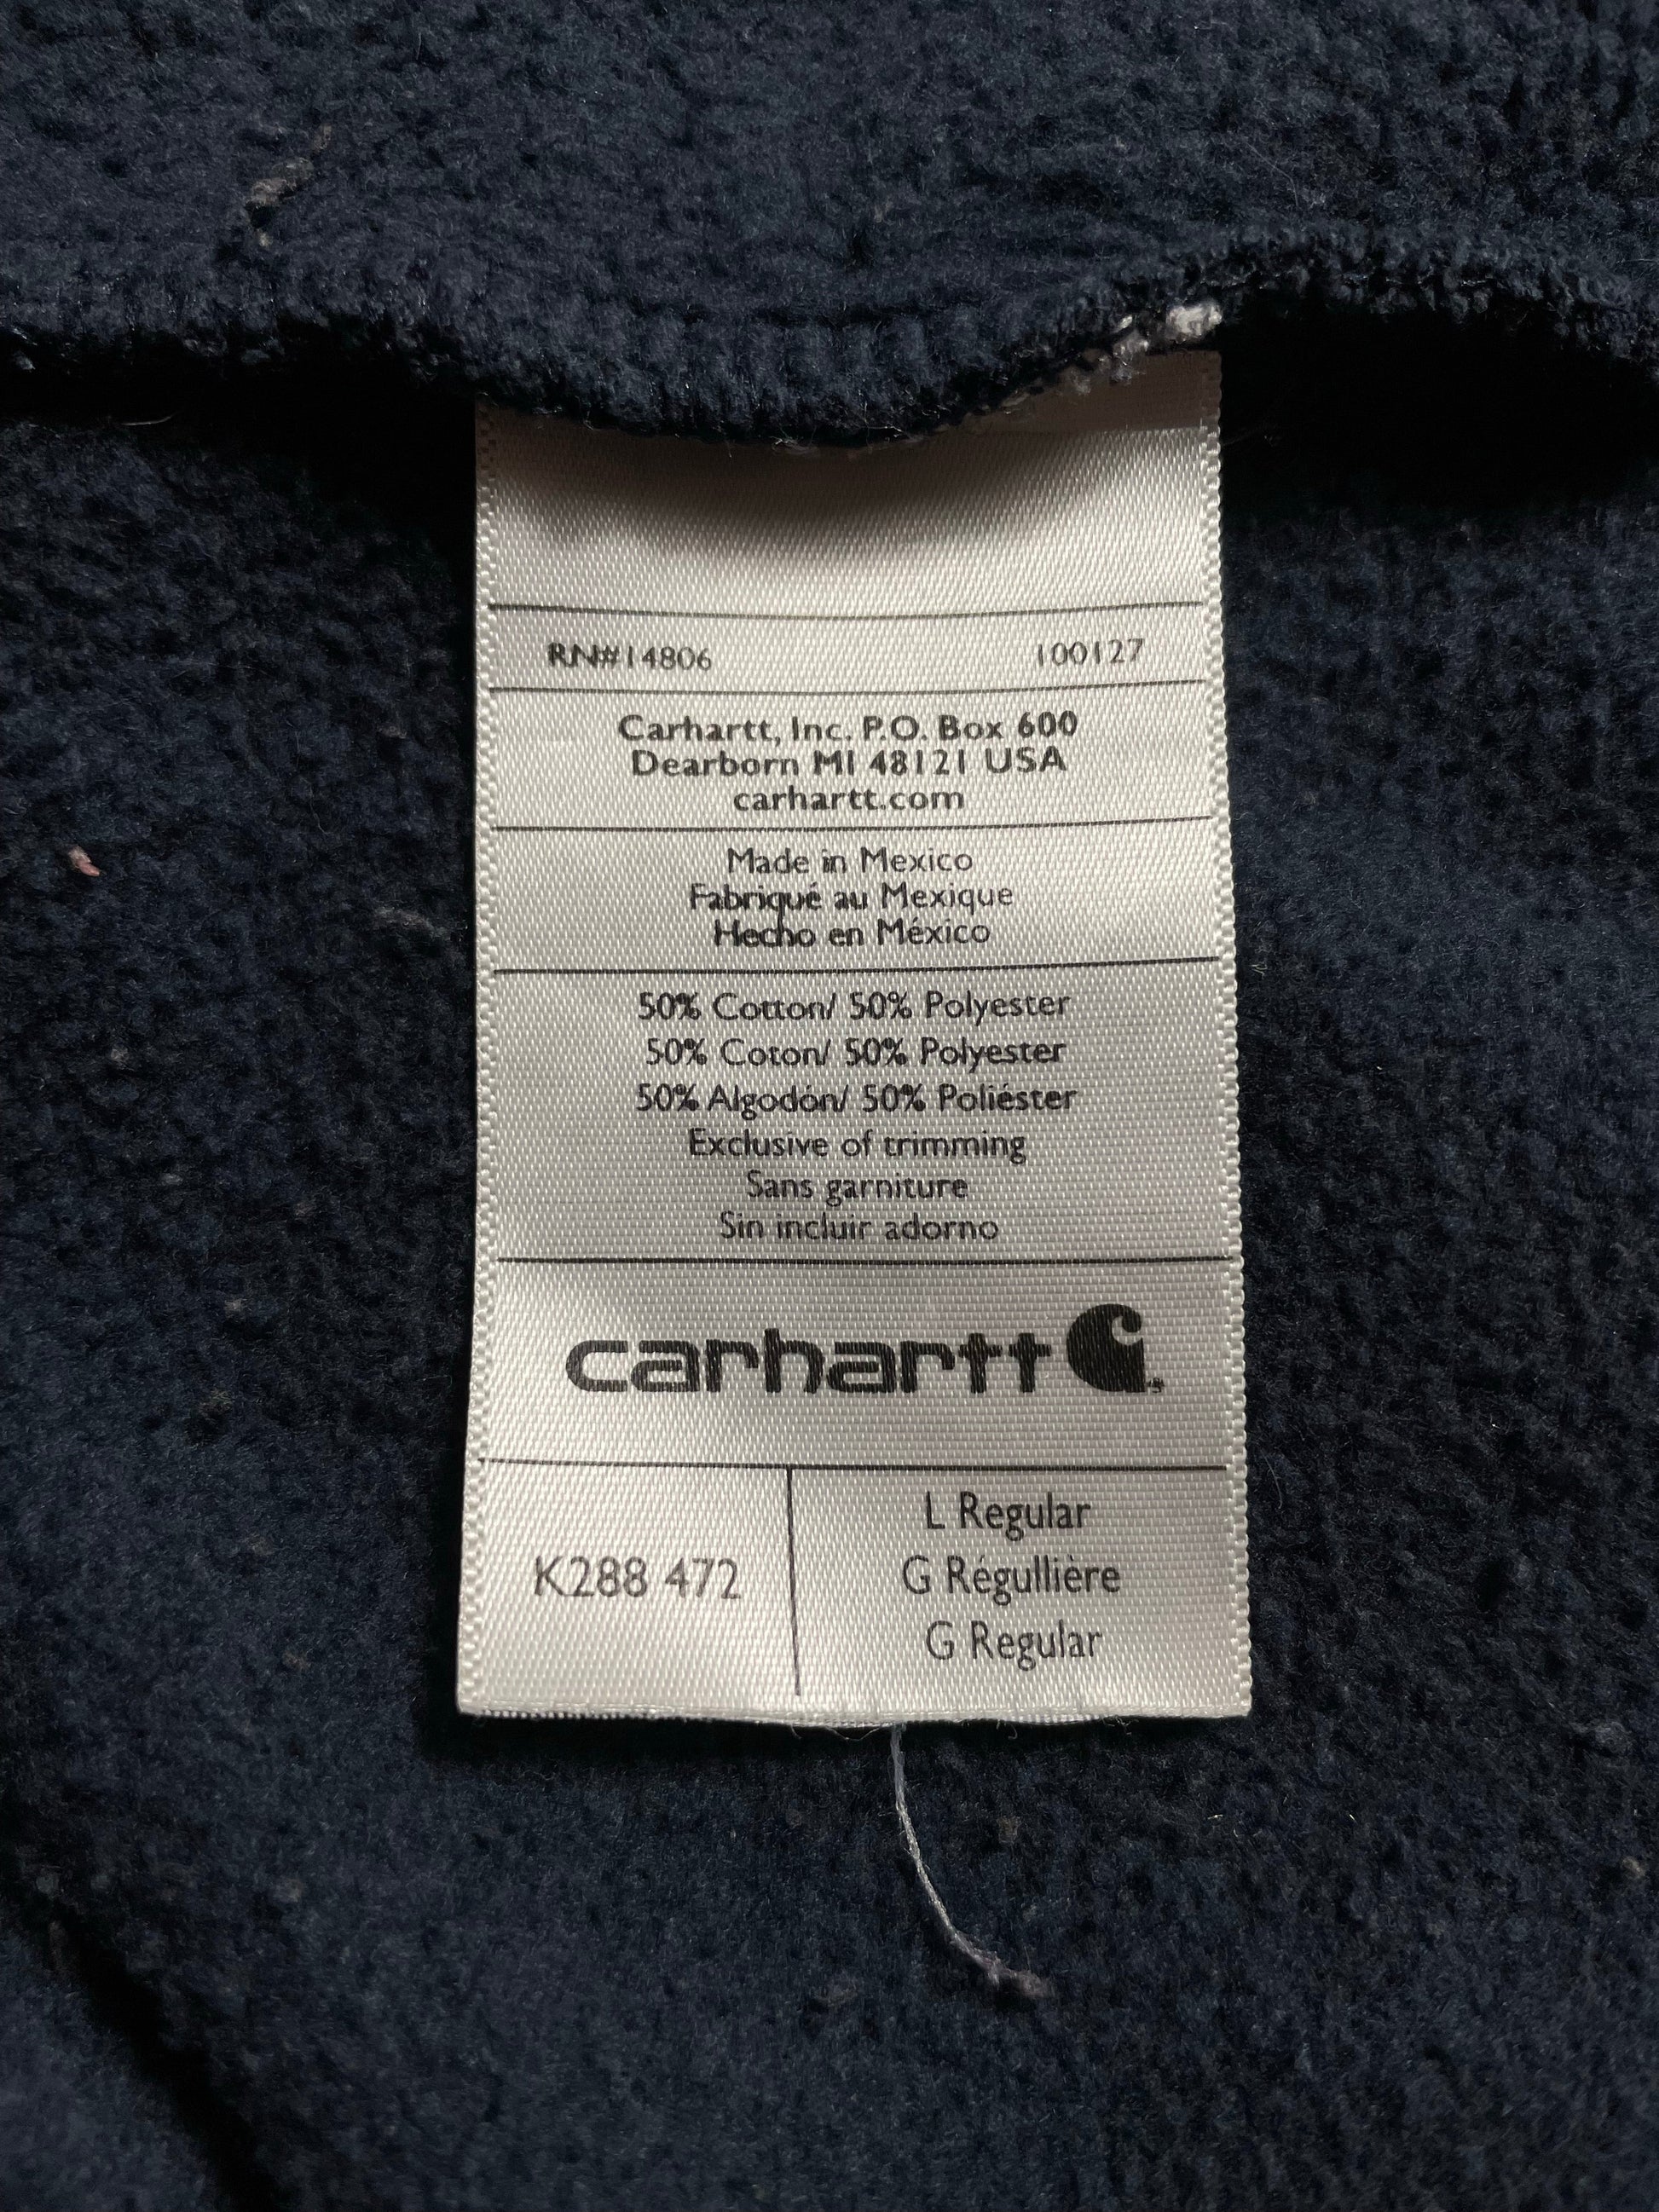 RN#14806 100127
Carhartt, Inc. P.O. Box 600
Dearborn MI 48121 USA
carhartt.com
Made in Mexico
Fabriqué au Mexique
Hecho en México
50% Cotton/ 50% Polyester
50% Coton/ 50% Polyester
50% Algodón/ 50% Poliéster
Exclusive of trimming
Sans garniture
Sin incluir adorno
carhartt
K288 472
L Regular
G Régullière
G Regular